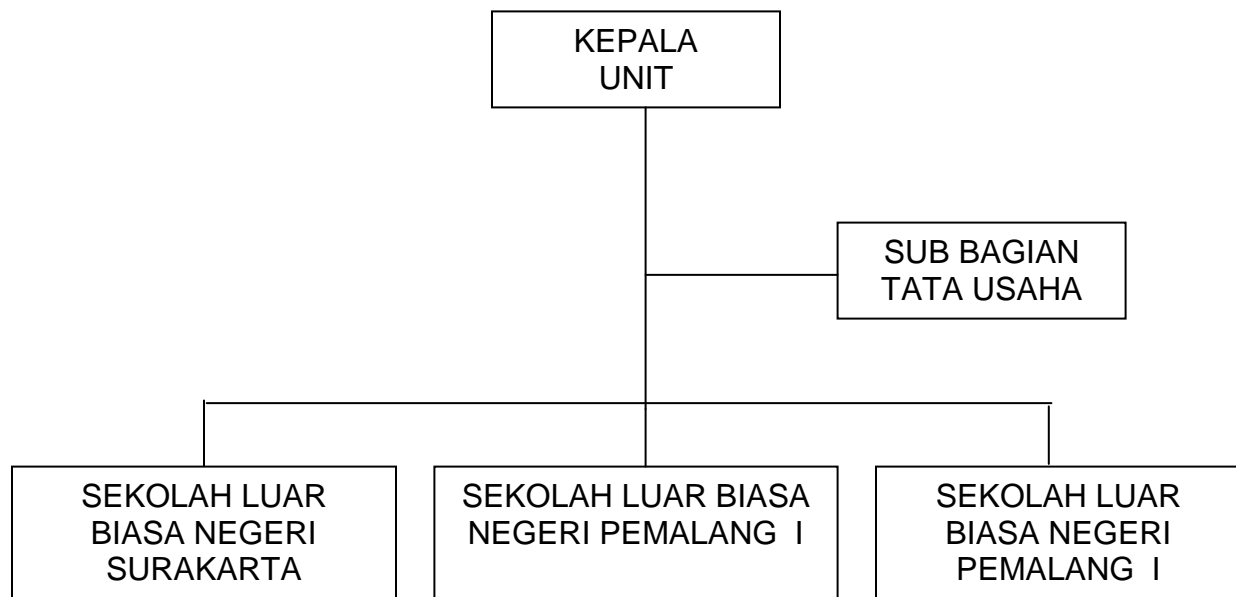 KEPALA
UNIT
SUB BAGIAN
TATA USAHA
SEKOLAH LUAR
BIASA NEGERI
SURAKARTA
SEKOLAH LUAR BIASA
NEGERI PEMALANG I
SEKOLAH LUAR
BIASA NEGERI
PEMALANG I